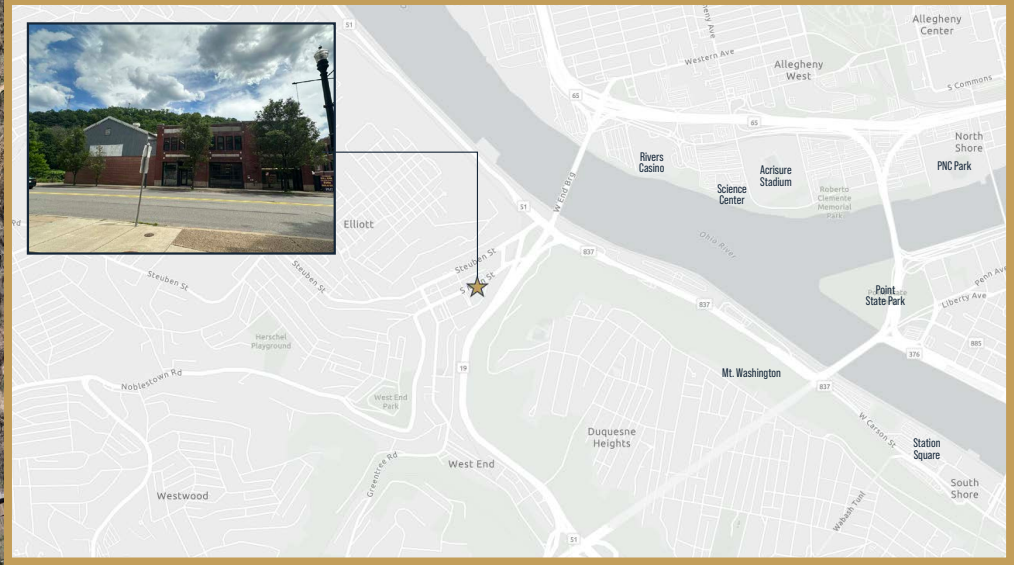 51
Allegheny
Center
Western Ave
Allegheny
West
S Commons
65
65
North
Shore
Rivers
Casino
Acrisure
Stadium
PNC Park
Science
Center
Roberto
Clemente
Memorial
Park
W End Brg
51
Elliott
Rd
837
Ohio River
Steuben St
Steuben St
Steuben St
Penn Ave
Point
State Park
Liberty Ave
837
Herschel
Playground
885
376
19
Noblestown Rd
Mt. Washington
837
West End
Park
W Carson St
Duquesne
Heights
Station
Square
West End
Greentree Rd
South
Shore
Westwood
Wabash Tunl
51